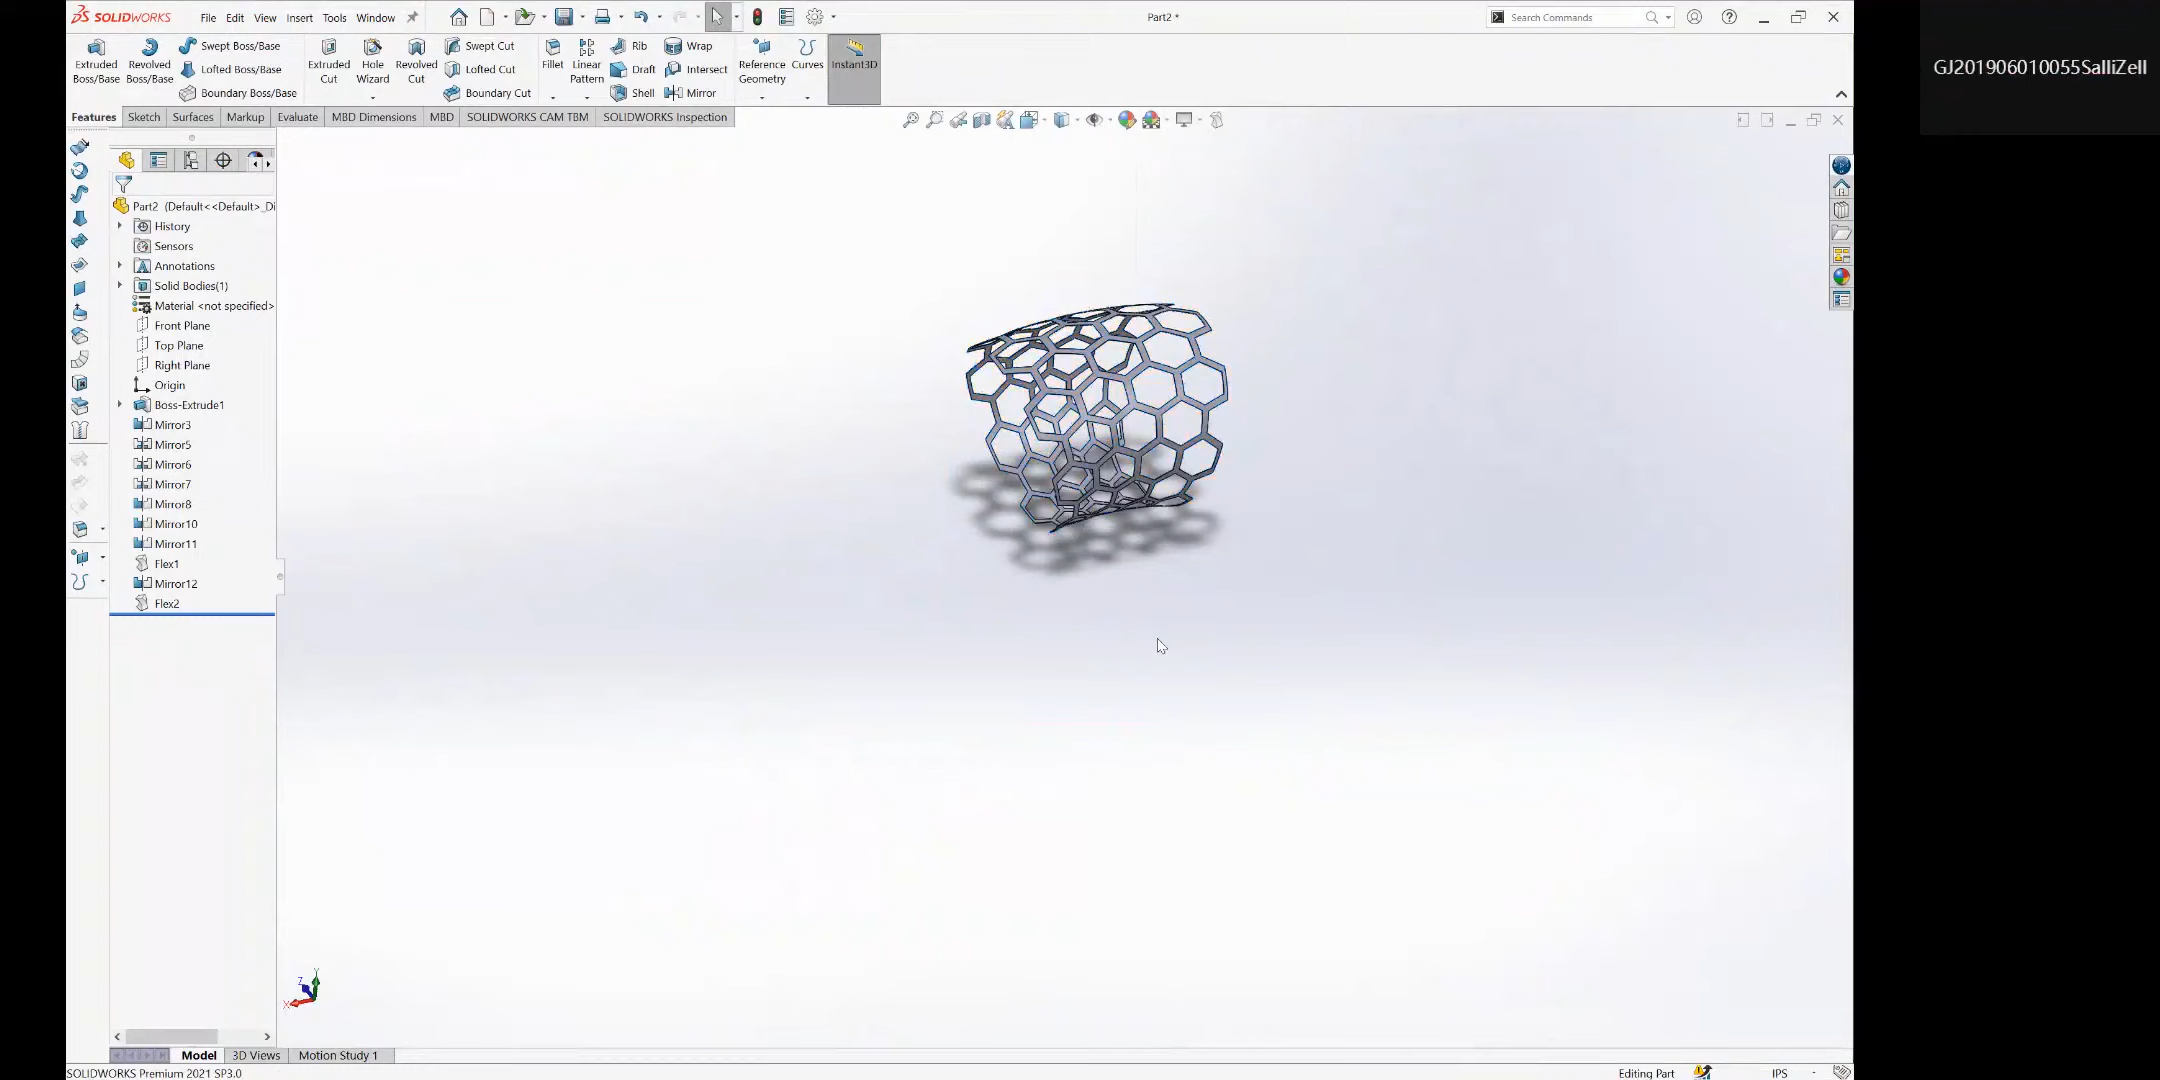 SOLIDWORKS File Edit View Insert Tools Window
Part2 *
Search Commands
GJ201906010055SalliZell
Extruded Boss/Base
Revolved Boss/Base
Swept Boss/Base
Lofted Boss/Base
Boundary Boss/Base
Extruded Cut
Hole Wizard
Revolved Cut
Swept Cut
Lofted Cut
Boundary Cut
Fillet
Linear Pattern
Rib
Draft
Shell
Wrap
Intersect
Mirror
Reference Geometry
Curves
Instant3D
Features Sketch Surfaces Markup Evaluate MBD Dimensions MBD SOLIDWORKS CAM TBM SOLIDWORKS Inspection
Part2 (Default<<Default>_Di
History
Sensors
Annotations
Solid Bodies(1)
Material <not specified>
Front Plane
Top Plane
Right Plane
Origin
Boss-Extrude1
Mirror3
Mirror5
Mirror6
Mirror7
Mirror8
Mirror10
Mirror11
Flex1
Mirror12
Flex2
Y
Z
X
Model 3D Views Motion Study 1
SOLIDWORKS Premium 2021 SP3.0
Editing Part
IPS